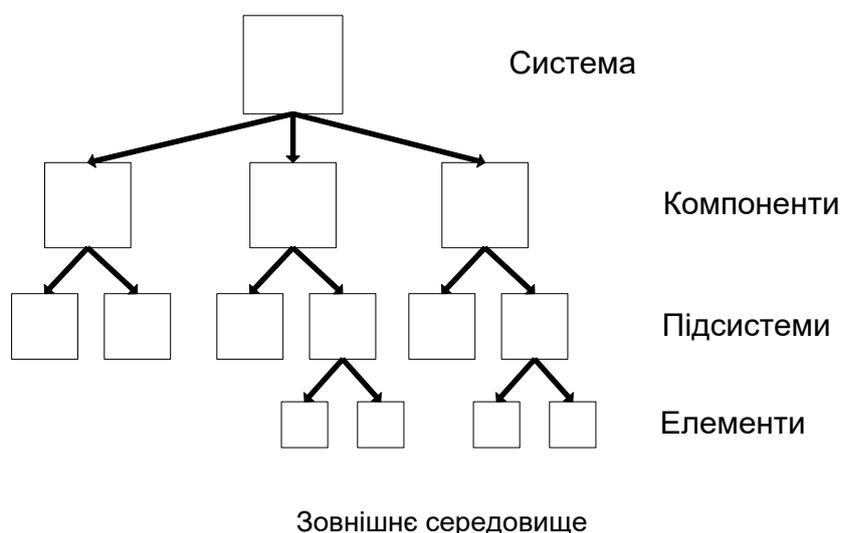 Система
Компоненти
Підсистеми
Елементи
Зовнішнє середовище